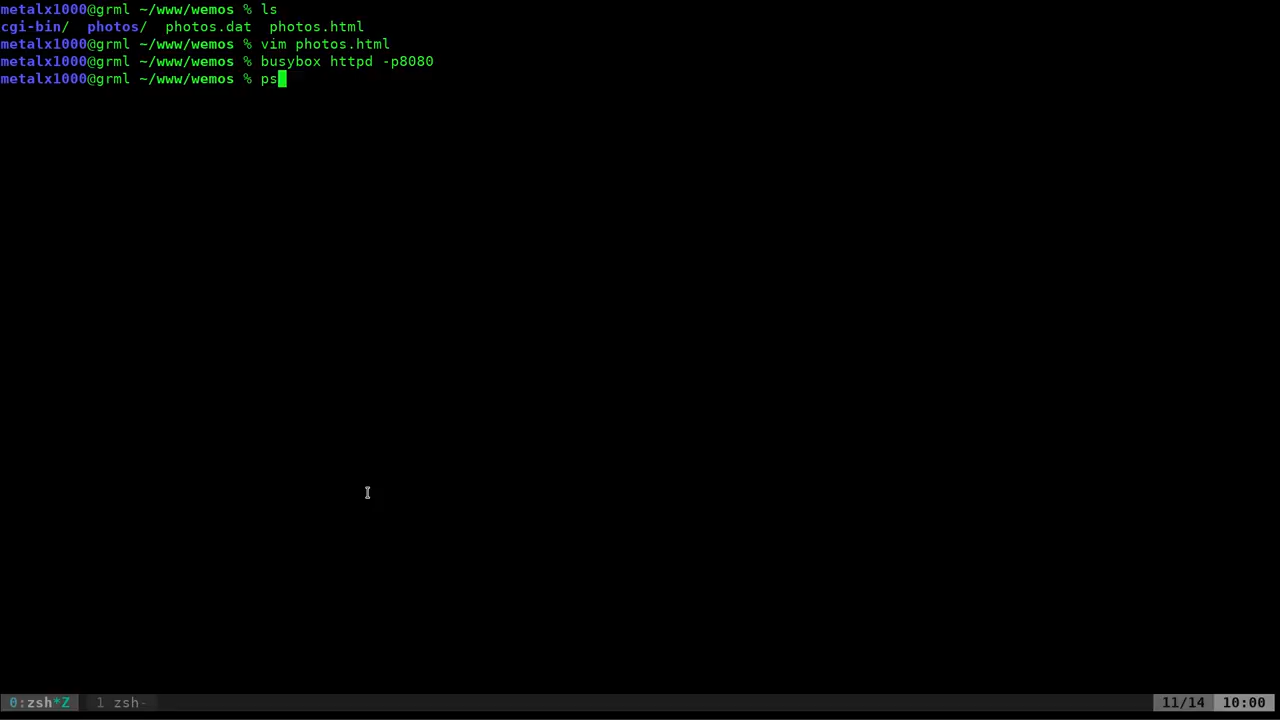 metalx1000@grml ~/www/wemos % ls
cgi-bin/  photos/  photos.dat  photos.html
metalx1000@grml ~/www/wemos % vim photos.html
metalx1000@grml ~/www/wemos % busybox httpd -p8080
metalx1000@grml ~/www/wemos % ps
0:zsh*Z  1 zsh-  11/14  10:00